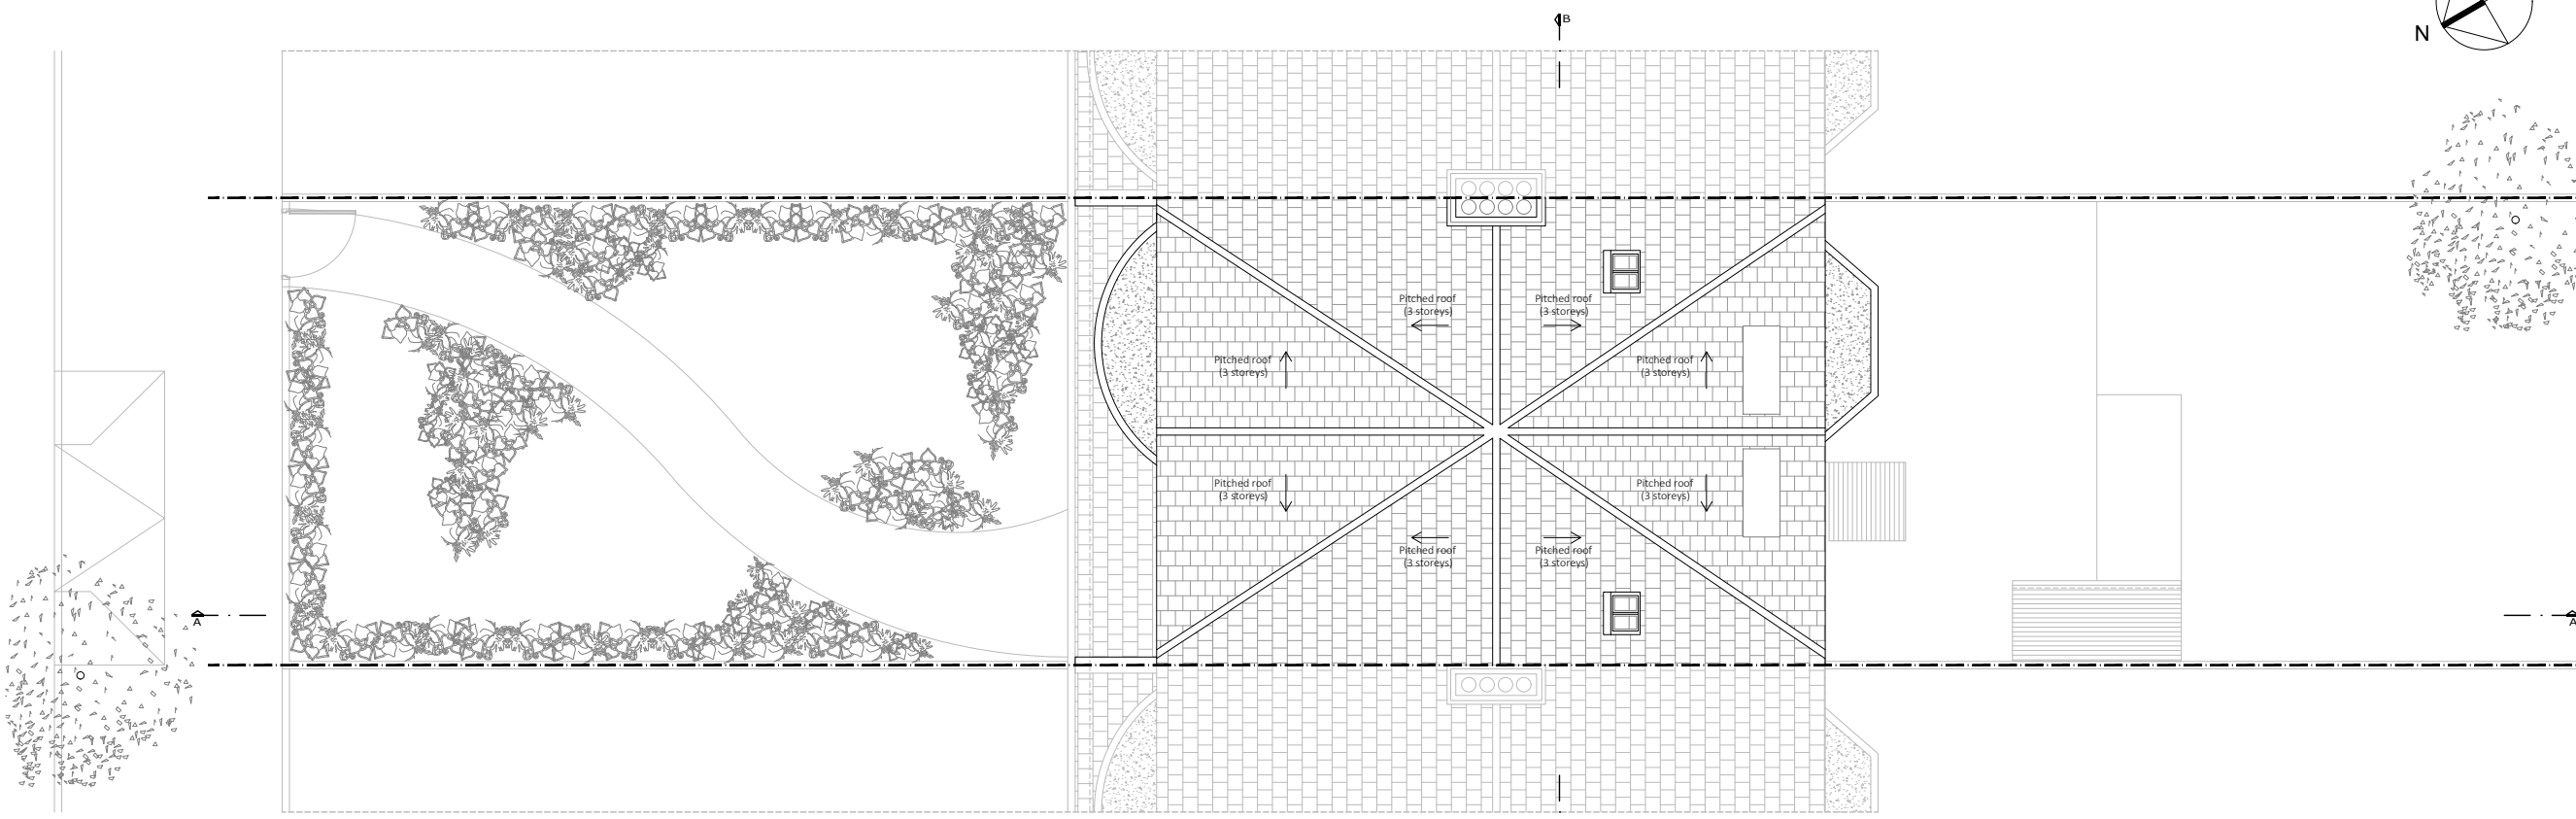 B
N
Pitched roof
(3 storeys)
Pitched roof
(3 storeys)
Pitched roof
(3 storeys)
Pitched roof
(3 storeys)
Pitched roof
(3 storeys)
Pitched roof
(3 storeys)
Pitched roof
(3 storeys)
Pitched roof
(3 storeys)
A
A